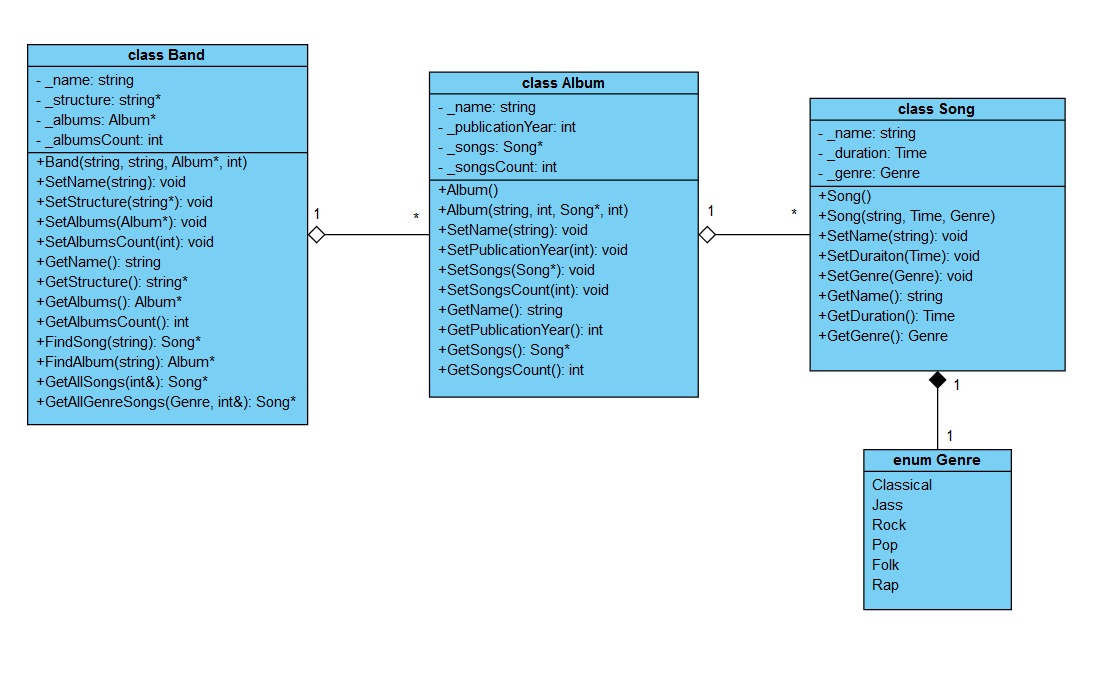 class Band
- _name: string
- _structure: string*
- _albums: Album*
- _albumsCount: int
+Band(string, string, Album*, int)
+SetName(string): void
+SetStructure(string*): void
+SetAlbums(Album*): void
+SetAlbumsCount(int): void
+GetName(): string
+GetStructure(): string*
+GetAlbums(): Album*
+GetAlbumsCount(): int
+FindSong(string): Song*
+FindAlbum(string): Album*
+GetAllSongs(int&): Song*
+GetAllGenreSongs(Genre, int&): Song*
1
*
class Album
- _name: string
- _publicationYear: int
- _songs: Song*
- _songsCount: int
+Album()
+Album(string, int, Song*, int)
+SetName(string): void
+SetPublicationYear(int): void
+SetSongs(Song*): void
+SetSongsCount(int): void
+GetName(): string
+GetPublicationYear(): int
+GetSongs(): Song*
+GetSongsCount(): int
1
*
class Song
- _name: string
- _duration: Time
- _genre: Genre
+Song()
+Song(string, Time, Genre)
+SetName(string): void
+SetDuraiton(Time): void
+SetGenre(Genre): void
+GetName(): string
+GetDuration(): Time
+GetGenre(): Genre
1
1
enum Genre
Classical
Jass
Rock
Pop
Folk
Rap